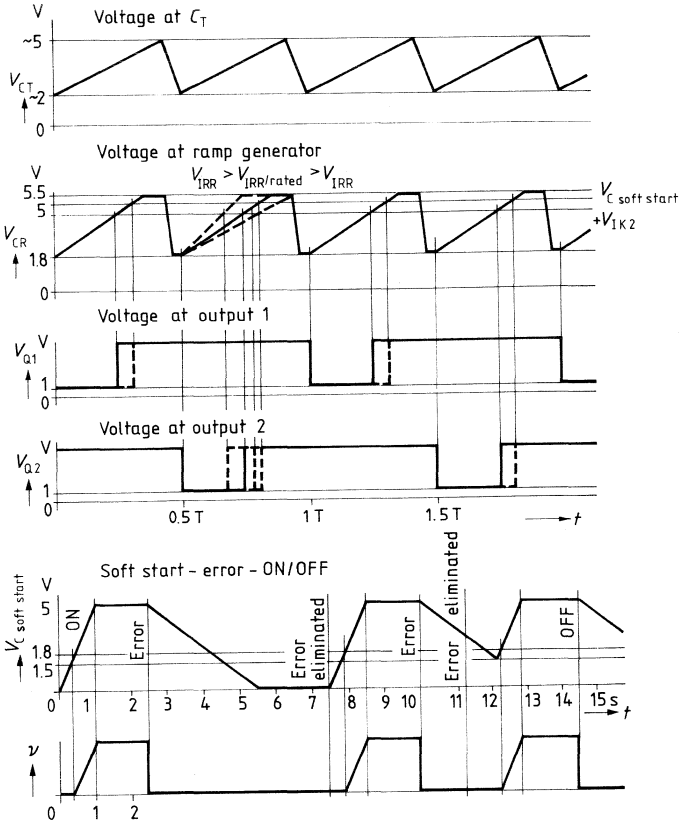 V
Voltage at C_T
~5
V_CT
~2
0
Voltage at ramp generator
V
V_IRR > V_IRR/rated > V_IRR
5.5
5
V_C soft start
+V_IK2
V_CR
1.8
0
Voltage at output 1
V
V_Q1
1
0
Voltage at output 2
V
V_Q2
1
0.5T 1T 1.5T t
Soft start – error – ON/OFF
V
V_C soft start
5
1.8
1.5
ON
Error
Error eliminated
Error
Error eliminated
OFF
0 1 2 3 4 5 6 7 8 9 10 11 12 13 14 15 s
t
ν
0 1 2